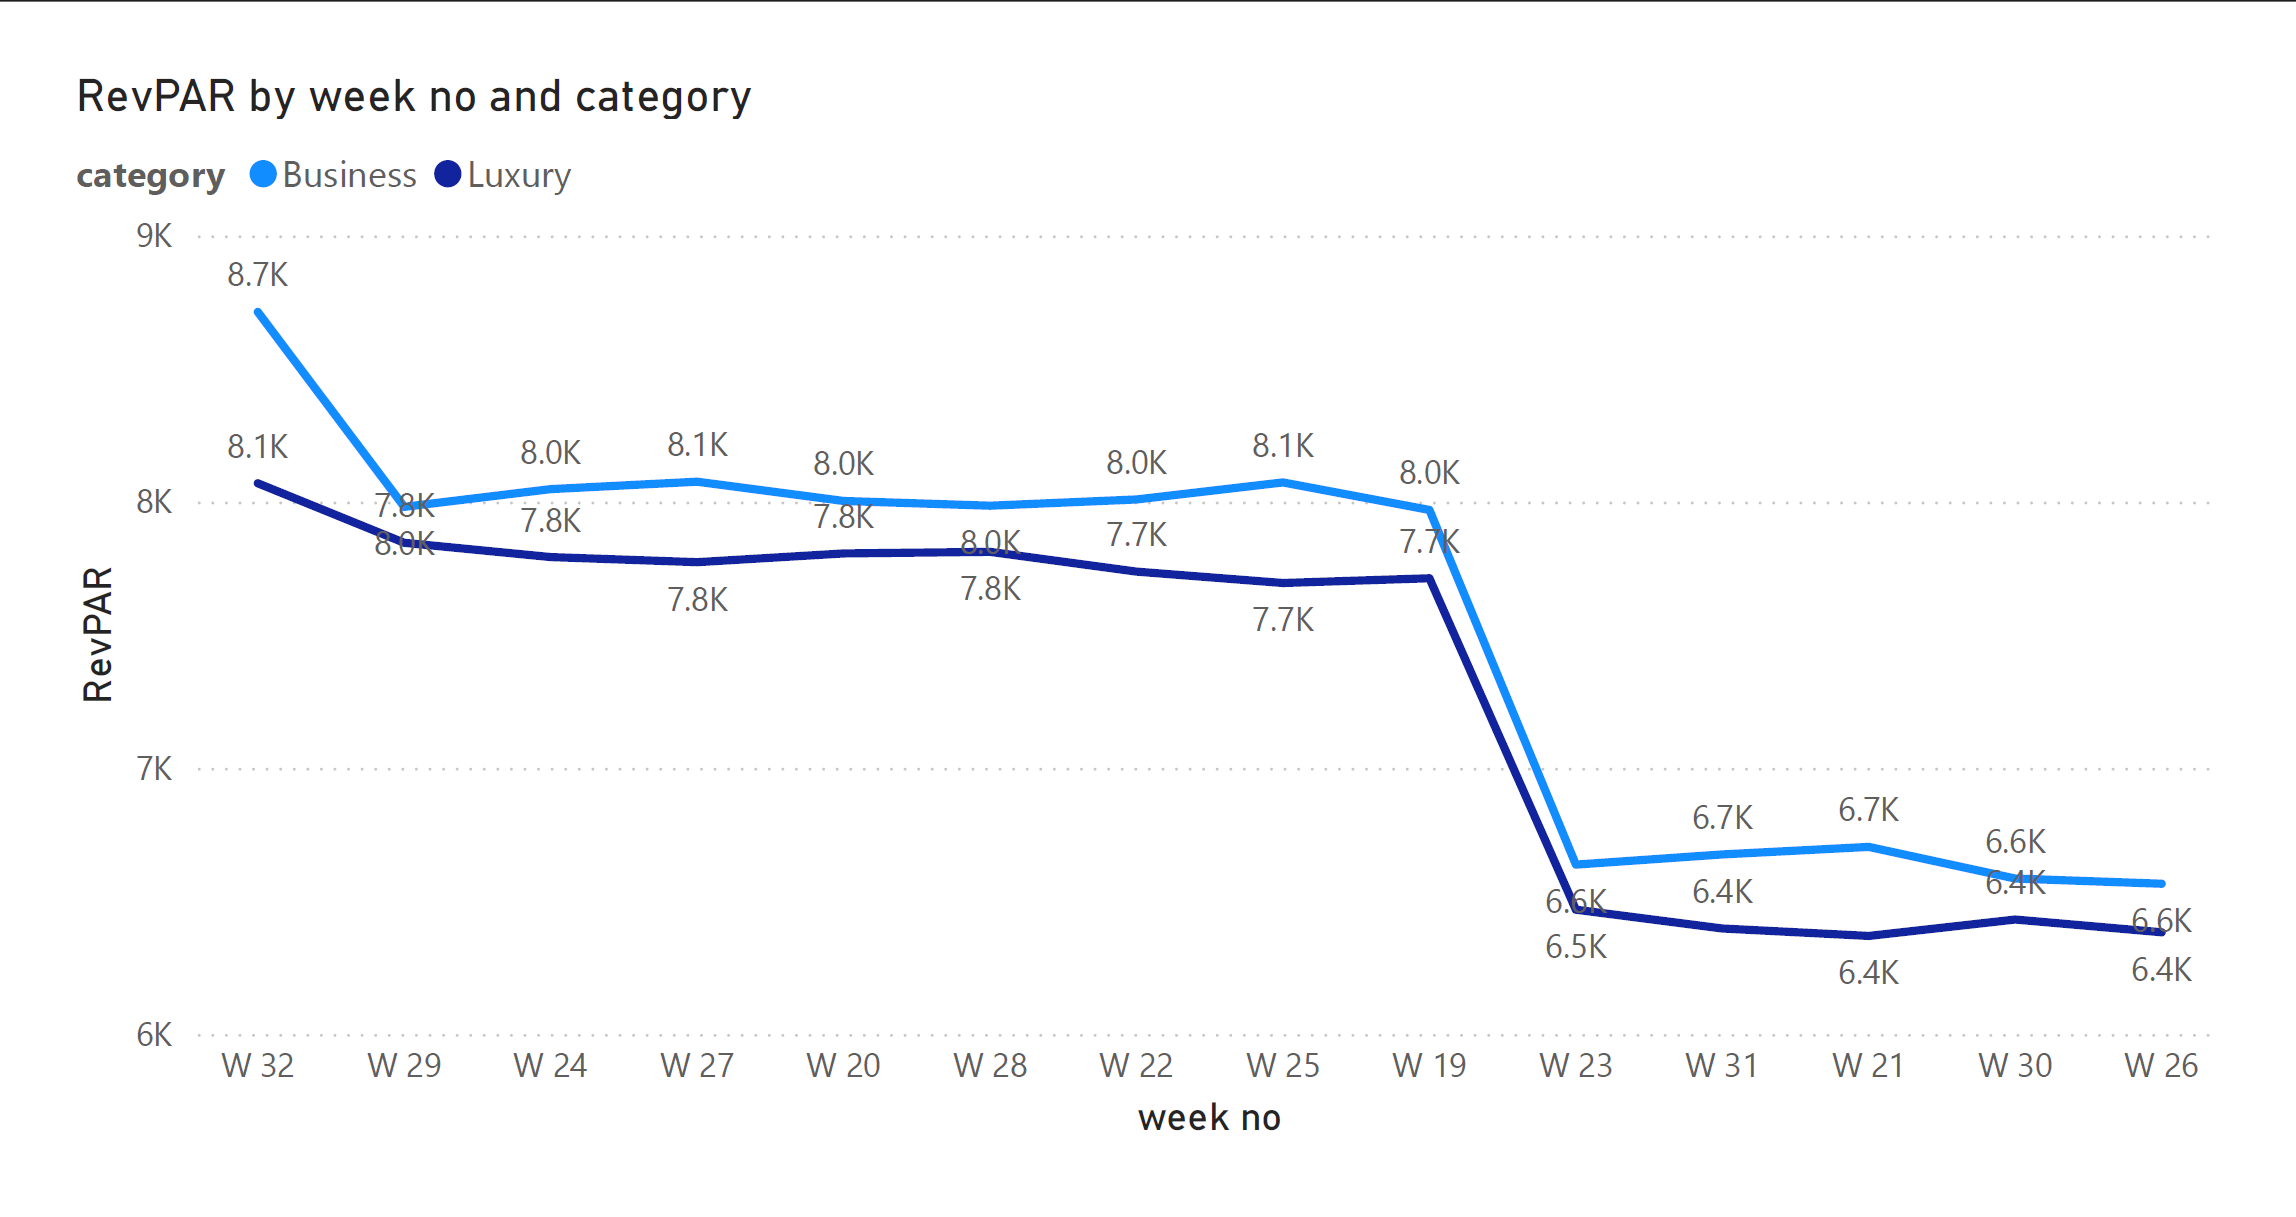 RevPAR by week no and category
category Business Luxury
9K
8.7K
8.1K
8.0K 8.1K 8.0K 8.0K 8.1K 8.0K
8K
7.8K 7.8K 7.8K 7.7K 7.7K
8.0K 8.0K
7.8K 7.8K 7.7K
RevPAR
7K
6.7K 6.7K 6.6K
6.6K 6.4K 6.4K 6.6K
6.5K 6.4K 6.4K
6K
W 32 W 29 W 24 W 27 W 20 W 28 W 22 W 25 W 19 W 23 W 31 W 21 W 30 W 26
week no